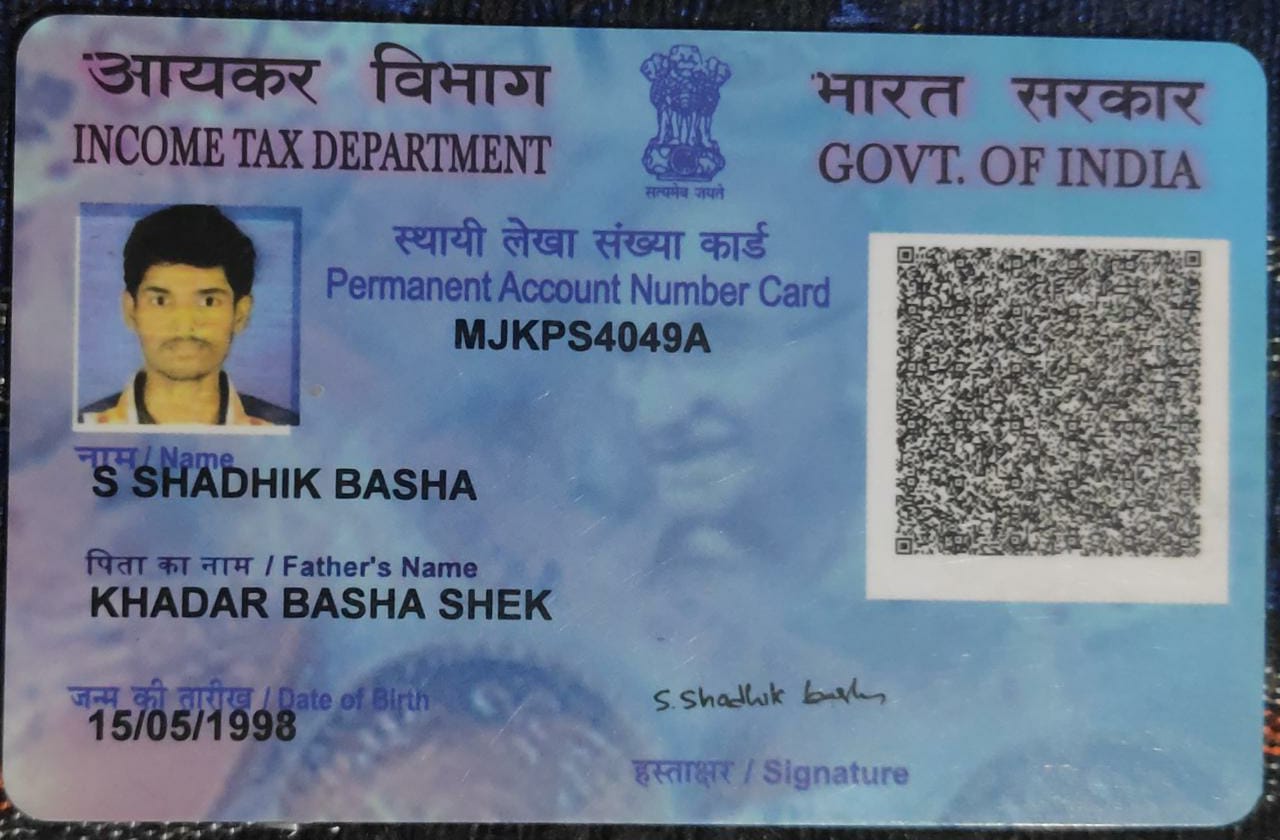 आयकर विभाग
INCOME TAX DEPARTMENT
सत्यमेव जयते
भारत सरकार
GOVT. OF INDIA
स्थायी लेखा संख्या कार्ड
Permanent Account Number Card
MJKPS4049A
नाम / Name
S SHADHIK BASHA
पिता का नाम / Father's Name
KHADAR BASHA SHEK
जन्म की तारीख / Date of Birth
15/05/1998
S. Shadhik basha
हस्ताक्षर / Signature